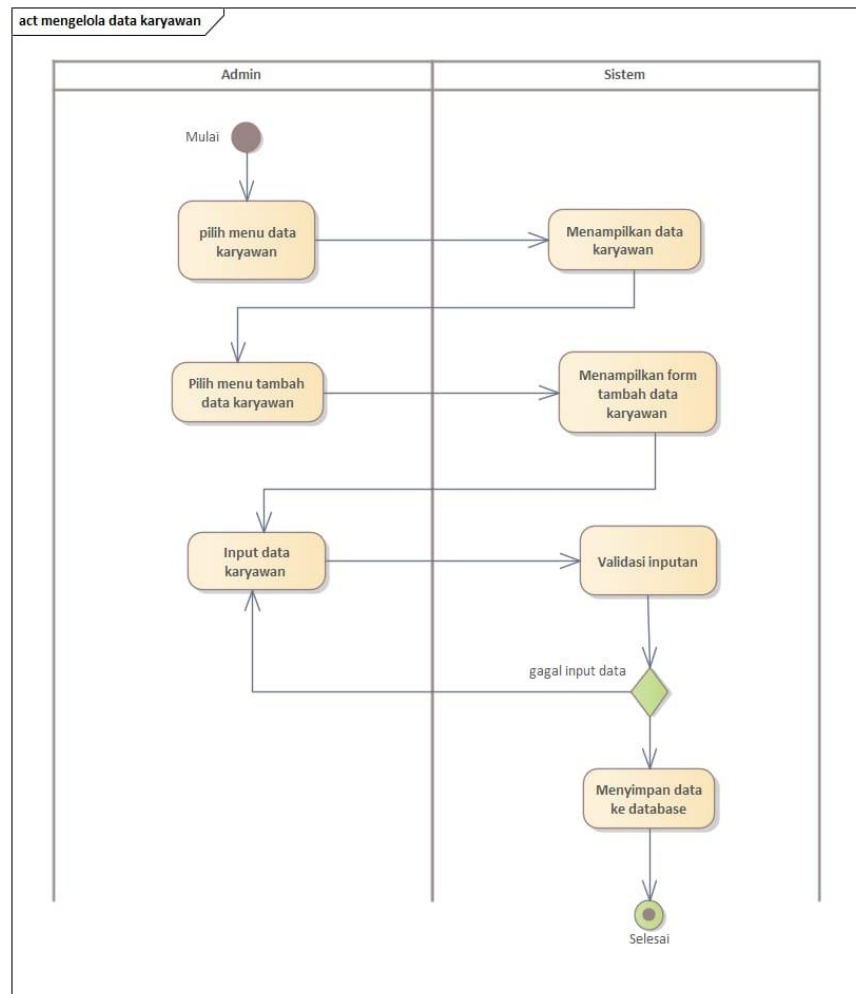 act mengelola data karyawan
Admin
Sistem
Mulai
pilih menu data
karyawan
Menampilkan data
karyawan
Pilih menu tambah
data karyawan
Menampilkan form
tambah data
karyawan
Input data
karyawan
Validasi inputan
gagal input data
Menyimpan data
ke database
Selesai